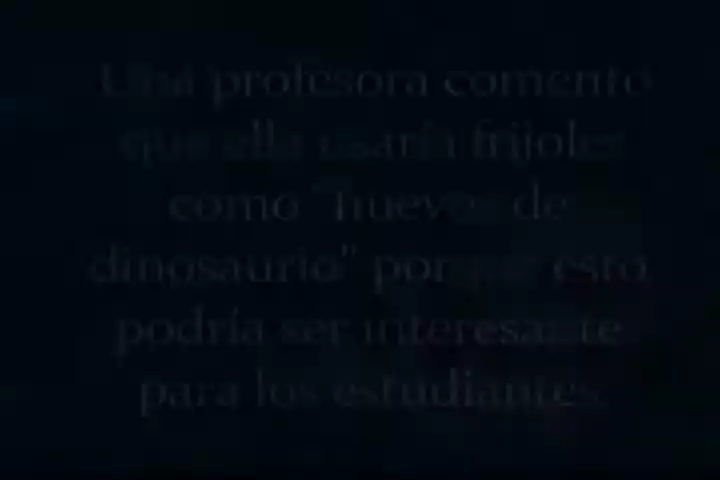 Una profesora comentó
que ella usaría frijoles
como "huevos de
dinosaurio" porque esto
podría ser interesante
para los estudiantes.